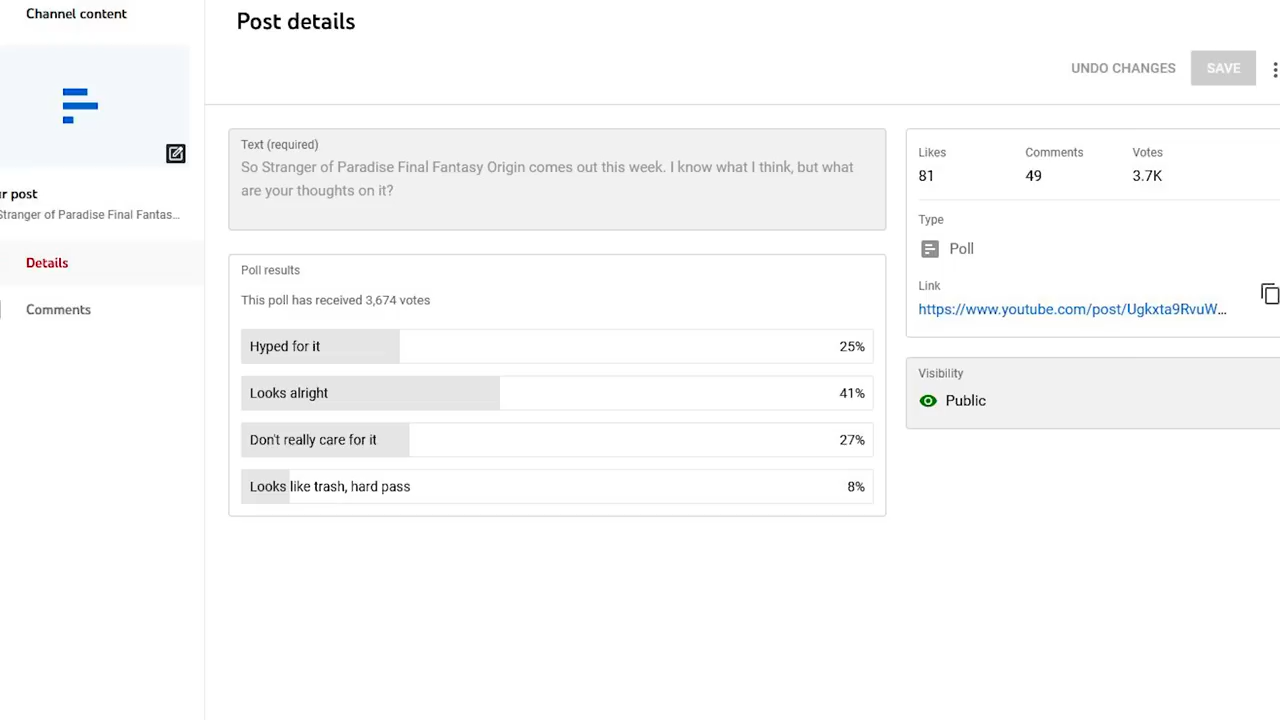 Channel content
Post details
UNDO CHANGES
SAVE
r post
Stranger of Paradise Final Fantas...
Details
Comments
Text (required)
So Stranger of Paradise Final Fantasy Origin comes out this week. I know what I think, but what
are your thoughts on it?
Poll results
This poll has received 3,674 votes
Hyped for it 25%
Looks alright 41%
Don't really care for it 27%
Looks like trash, hard pass 8%
Likes Comments Votes
81 49 3.7K
Type
Poll
Link
https://www.youtube.com/post/Ugkxta9RvuW...
Visibility
Public